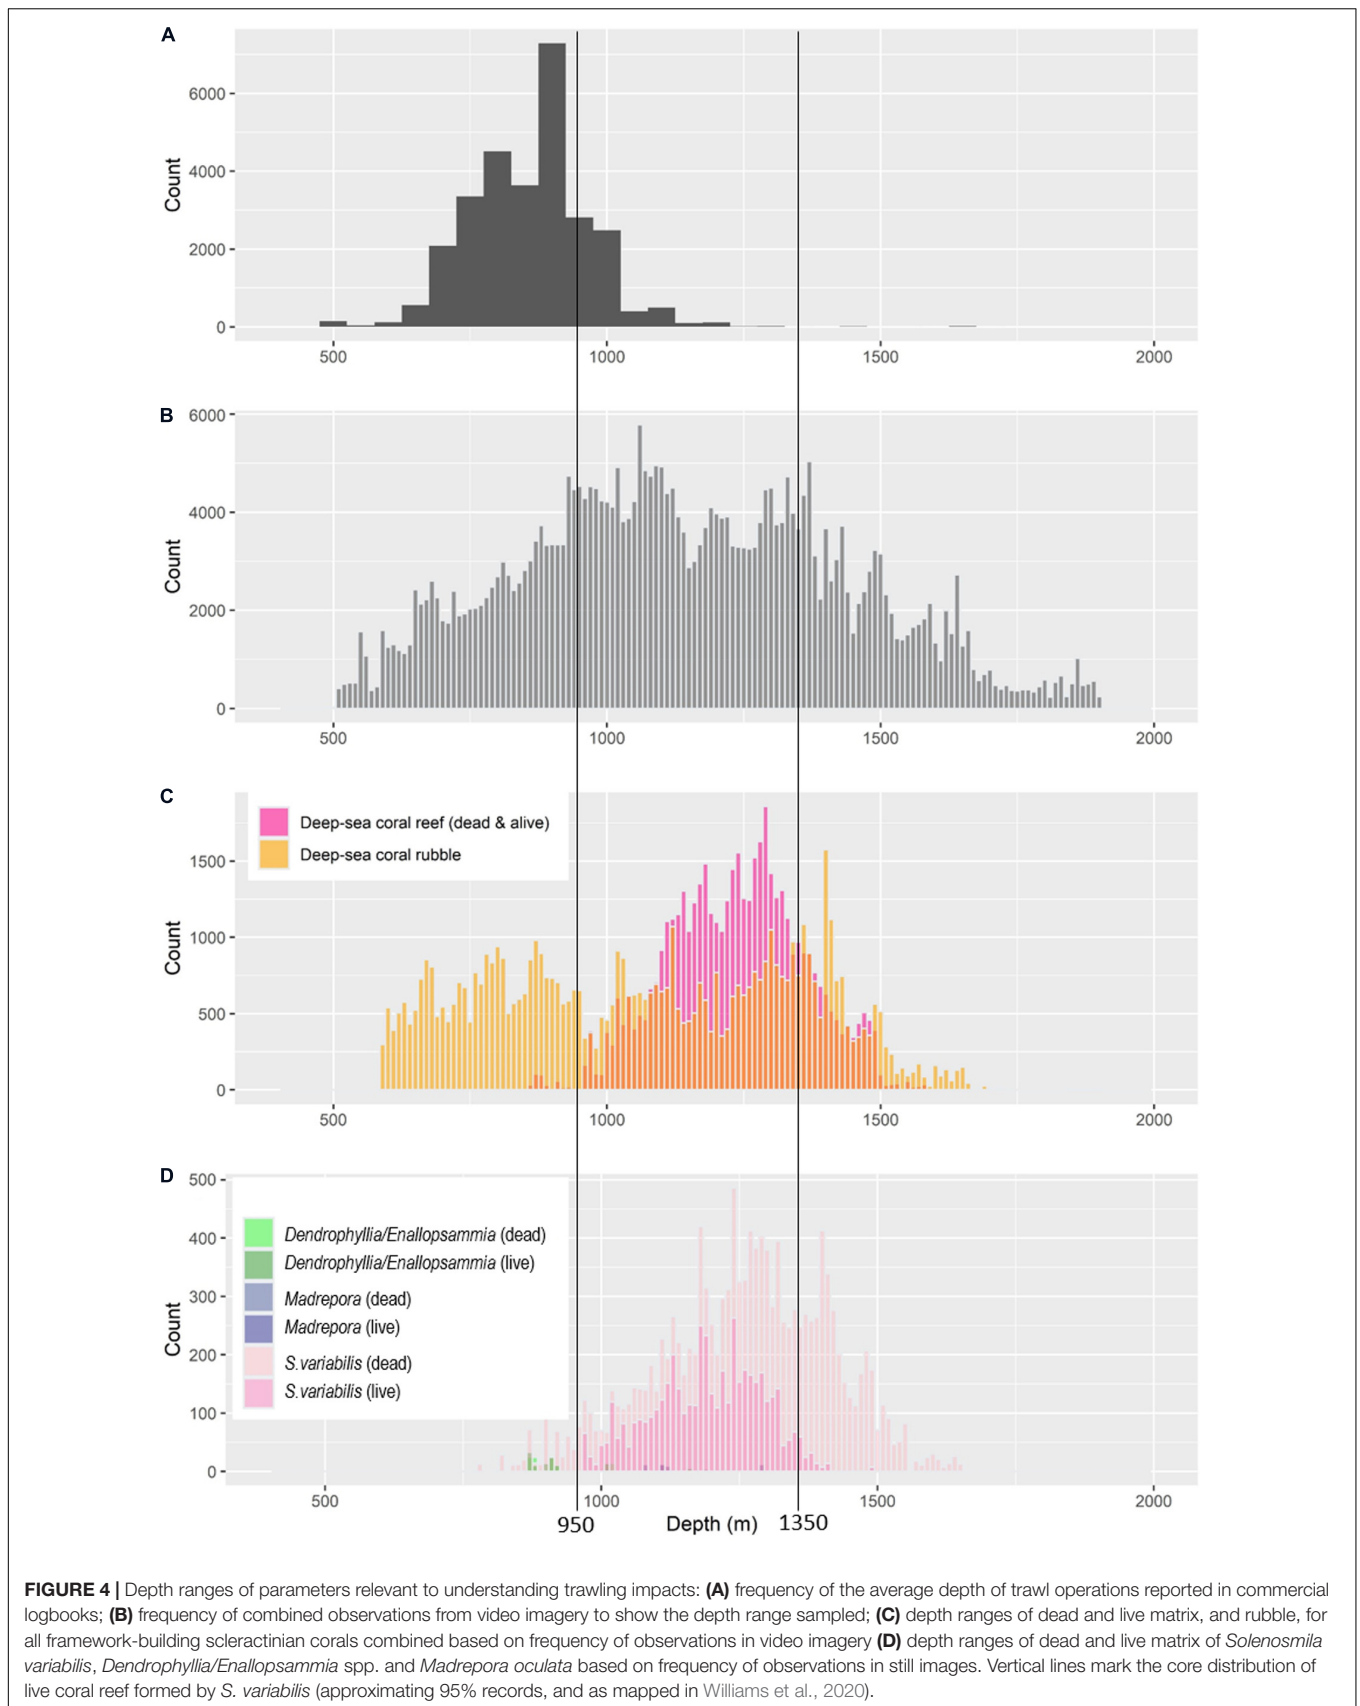 A
Count
6000
4000
2000
0
500 1000 1500 2000
B
Count
6000
4000
2000
0
500 1000 1500 2000
C
Deep-sea coral reef (dead & alive)
Deep-sea coral rubble
Count
1500
1000
500
0
500 1000 1500 2000
D
Dendrophyllia/Enallopsammia (dead)
Dendrophyllia/Enallopsammia (live)
Madrepora (dead)
Madrepora (live)
S.variabilis (dead)
S.variabilis (live)
Count
500
400
300
200
100
0
500 1000 1500 2000
950 Depth (m) 1350
FIGURE 4 | Depth ranges of parameters relevant to understanding trawling impacts: (A) frequency of the average depth of trawl operations reported in commercial
logbooks; (B) frequency of combined observations from video imagery to show the depth range sampled; (C) depth ranges of dead and live matrix, and rubble, for
all framework-building scleractinian corals combined based on frequency of observations in video imagery (D) depth ranges of dead and live matrix of Solenosmila
variabilis, Dendrophyllia/Enallopsammia spp. and Madrepora oculata based on frequency of observations in still images. Vertical lines mark the core distribution of
live coral reef formed by S. variabilis (approximating 95% records, and as mapped in Williams et al., 2020).